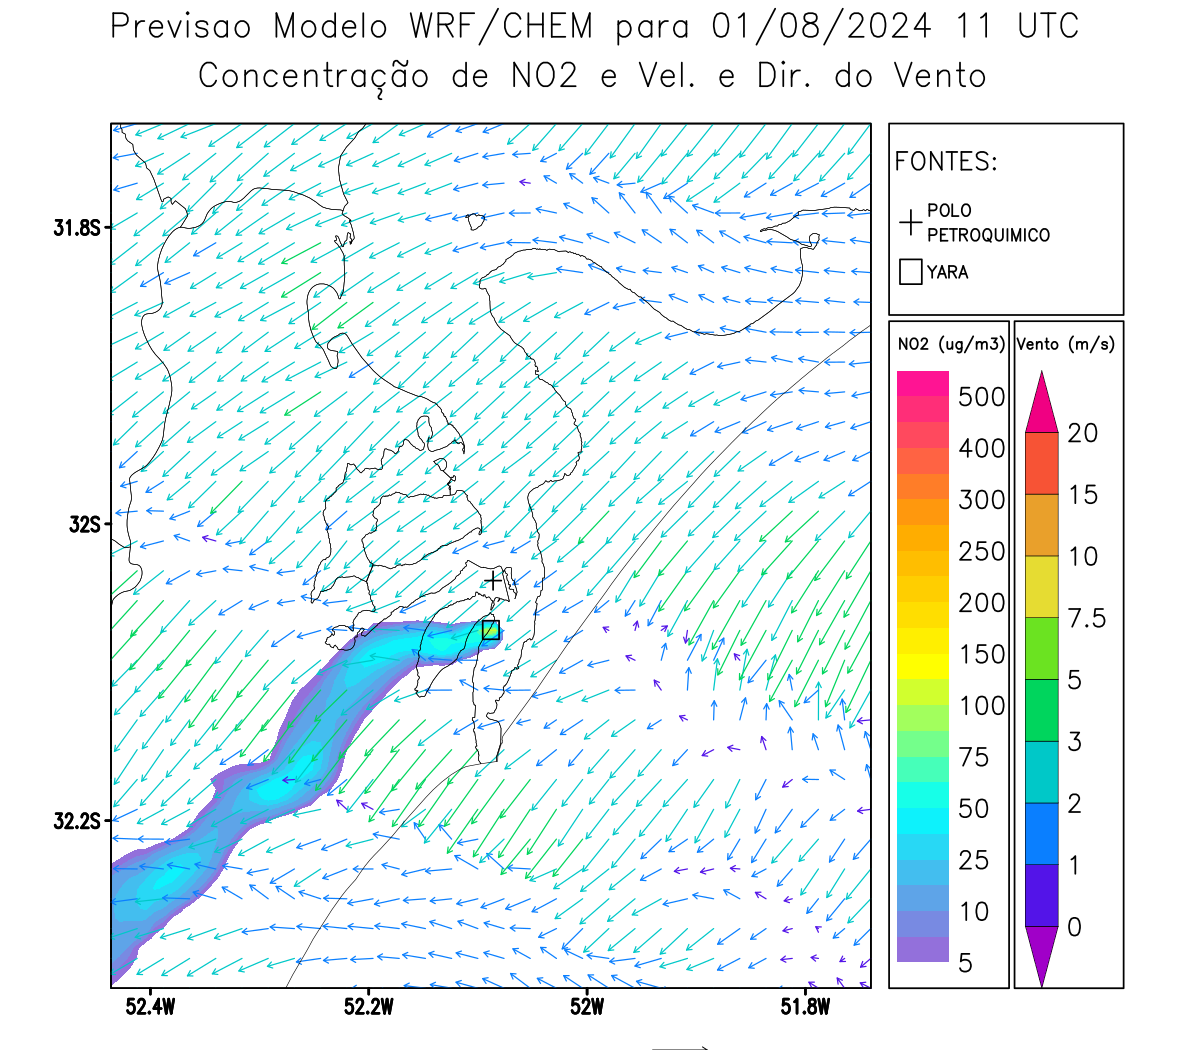 Previsao Modelo WRF/CHEM para 01/08/2024 11 UTC
Concentração de NO2 e Vel. e Dir. do Vento
FONTES:
POLO
PETROQUIMICO
YARA
NO2 (ug/m3)
500
400
300
250
200
150
100
75
50
25
10
5
Vento (m/s)
20
15
10
7.5
5
3
2
1
0
31.8S
32S
32.2S
52.4W
52.2W
52W
51.8W